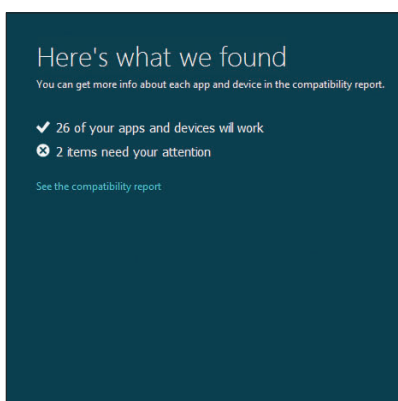 Here's what we found
You can get more info about each app and device in the compatibility report.
26 of your apps and devices will work
2 items need your attention
See the compatibility report